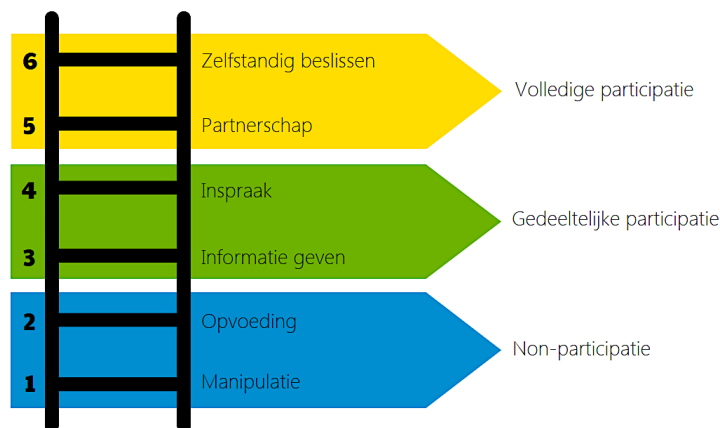 6 Zelfstandig beslissen
Volledige participatie
5 Partnerschap
4 Inspraak
Gedeeltelijke participatie
3 Informatie geven
2 Opvoeding
Non-participatie
1 Manipulatie